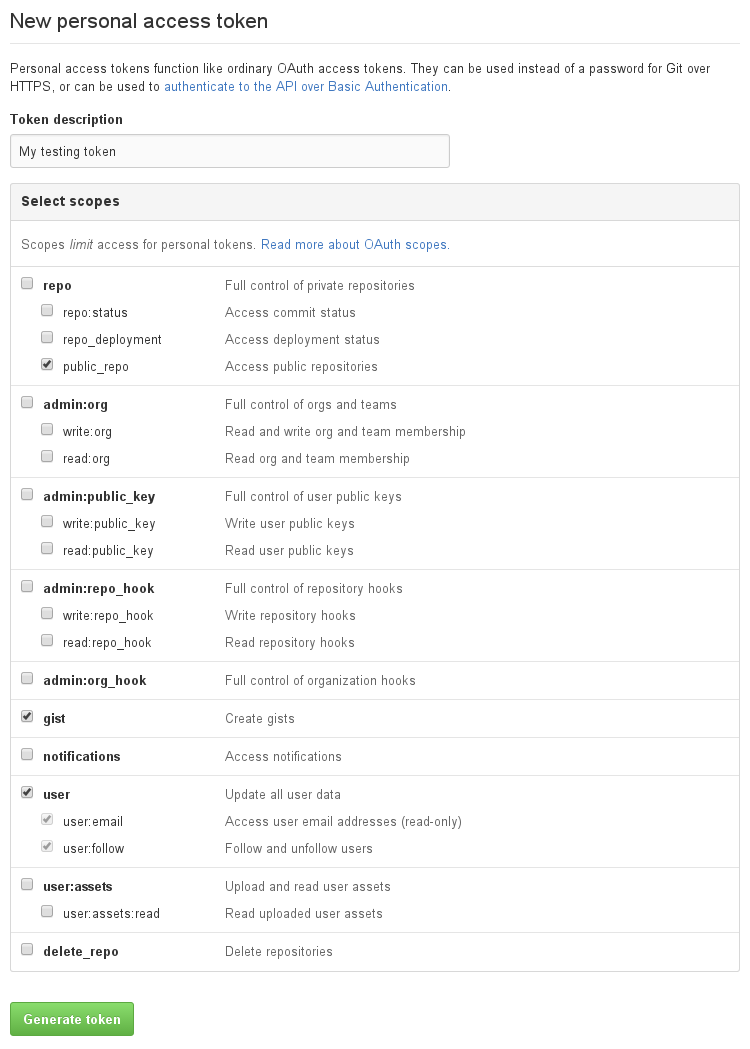 New personal access token
Personal access tokens function like ordinary OAuth access tokens. They can be used instead of a password for Git over
HTTPS, or can be used to authenticate to the API over Basic Authentication.
Token description
My testing token
Select scopes
Scopes limit access for personal tokens. Read more about OAuth scopes.
repo Full control of private repositories
repo:status Access commit status
repo_deployment Access deployment status
public_repo Access public repositories
admin:org Full control of orgs and teams
write:org Read and write org and team membership
read:org Read org and team membership
admin:public_key Full control of user public keys
write:public_key Write user public keys
read:public_key Read user public keys
admin:repo_hook Full control of repository hooks
write:repo_hook Write repository hooks
read:repo_hook Read repository hooks
admin:org_hook Full control of organization hooks
gist Create gists
notifications Access notifications
user Update all user data
user:email Access user email addresses (read-only)
user:follow Follow and unfollow users
user:assets Upload and read user assets
user:assets:read Read uploaded user assets
delete_repo Delete repositories
Generate token